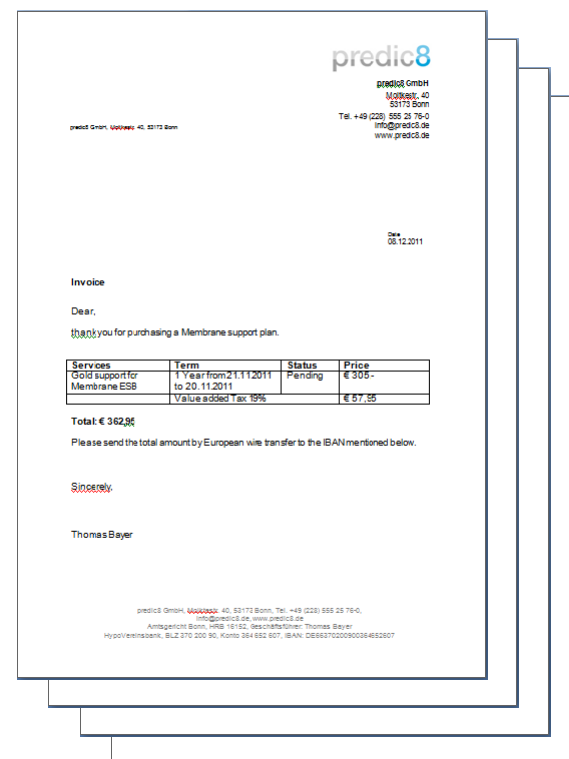 predic8
predic8 GmbH
Moltkestr. 40
53173 Bonn
Tel. +49 (228) 555 25 76-0
info@predic8.de
www.predic8.de
predic8 GmbH, Moltkestr. 40, 53173 Bonn
Date
08.12.2011
Invoice
Dear,
thank you for purchasing a Membrane support plan.
Services Term Status Price
Gold support for 1 Year from 21.11.2011 Pending € 305-
Membrane ESB to 20.11.2011
Value added Tax 19% € 57,95
Total: € 362,95
Please send the total amount by European wire transfer to the IBAN mentioned below.
Sincerely,
Thomas Bayer
predic8 GmbH, Moltkestr. 40, 53173 Bonn, Tel. +49 (228) 555 25 76-0,
info@predic8.de, www.predic8.de
Amtsgericht Bonn, HRB 16152, Geschäftsführer: Thomas Bayer
HypoVereinsbank, BLZ 370 200 90, Konto 364 652 607, IBAN: